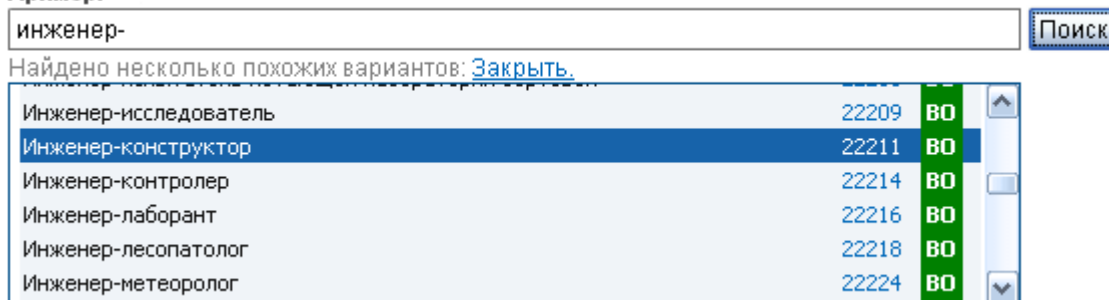 инженер-
Поиск
Найдено несколько похожих вариантов: Закрыть.
Инженер-исследователь 22209 ВО
Инженер-конструктор 22211 ВО
Инженер-контролер 22214 ВО
Инженер-лаборант 22216 ВО
Инженер-лесопатолог 22218 ВО
Инженер-метеоролог 22224 ВО